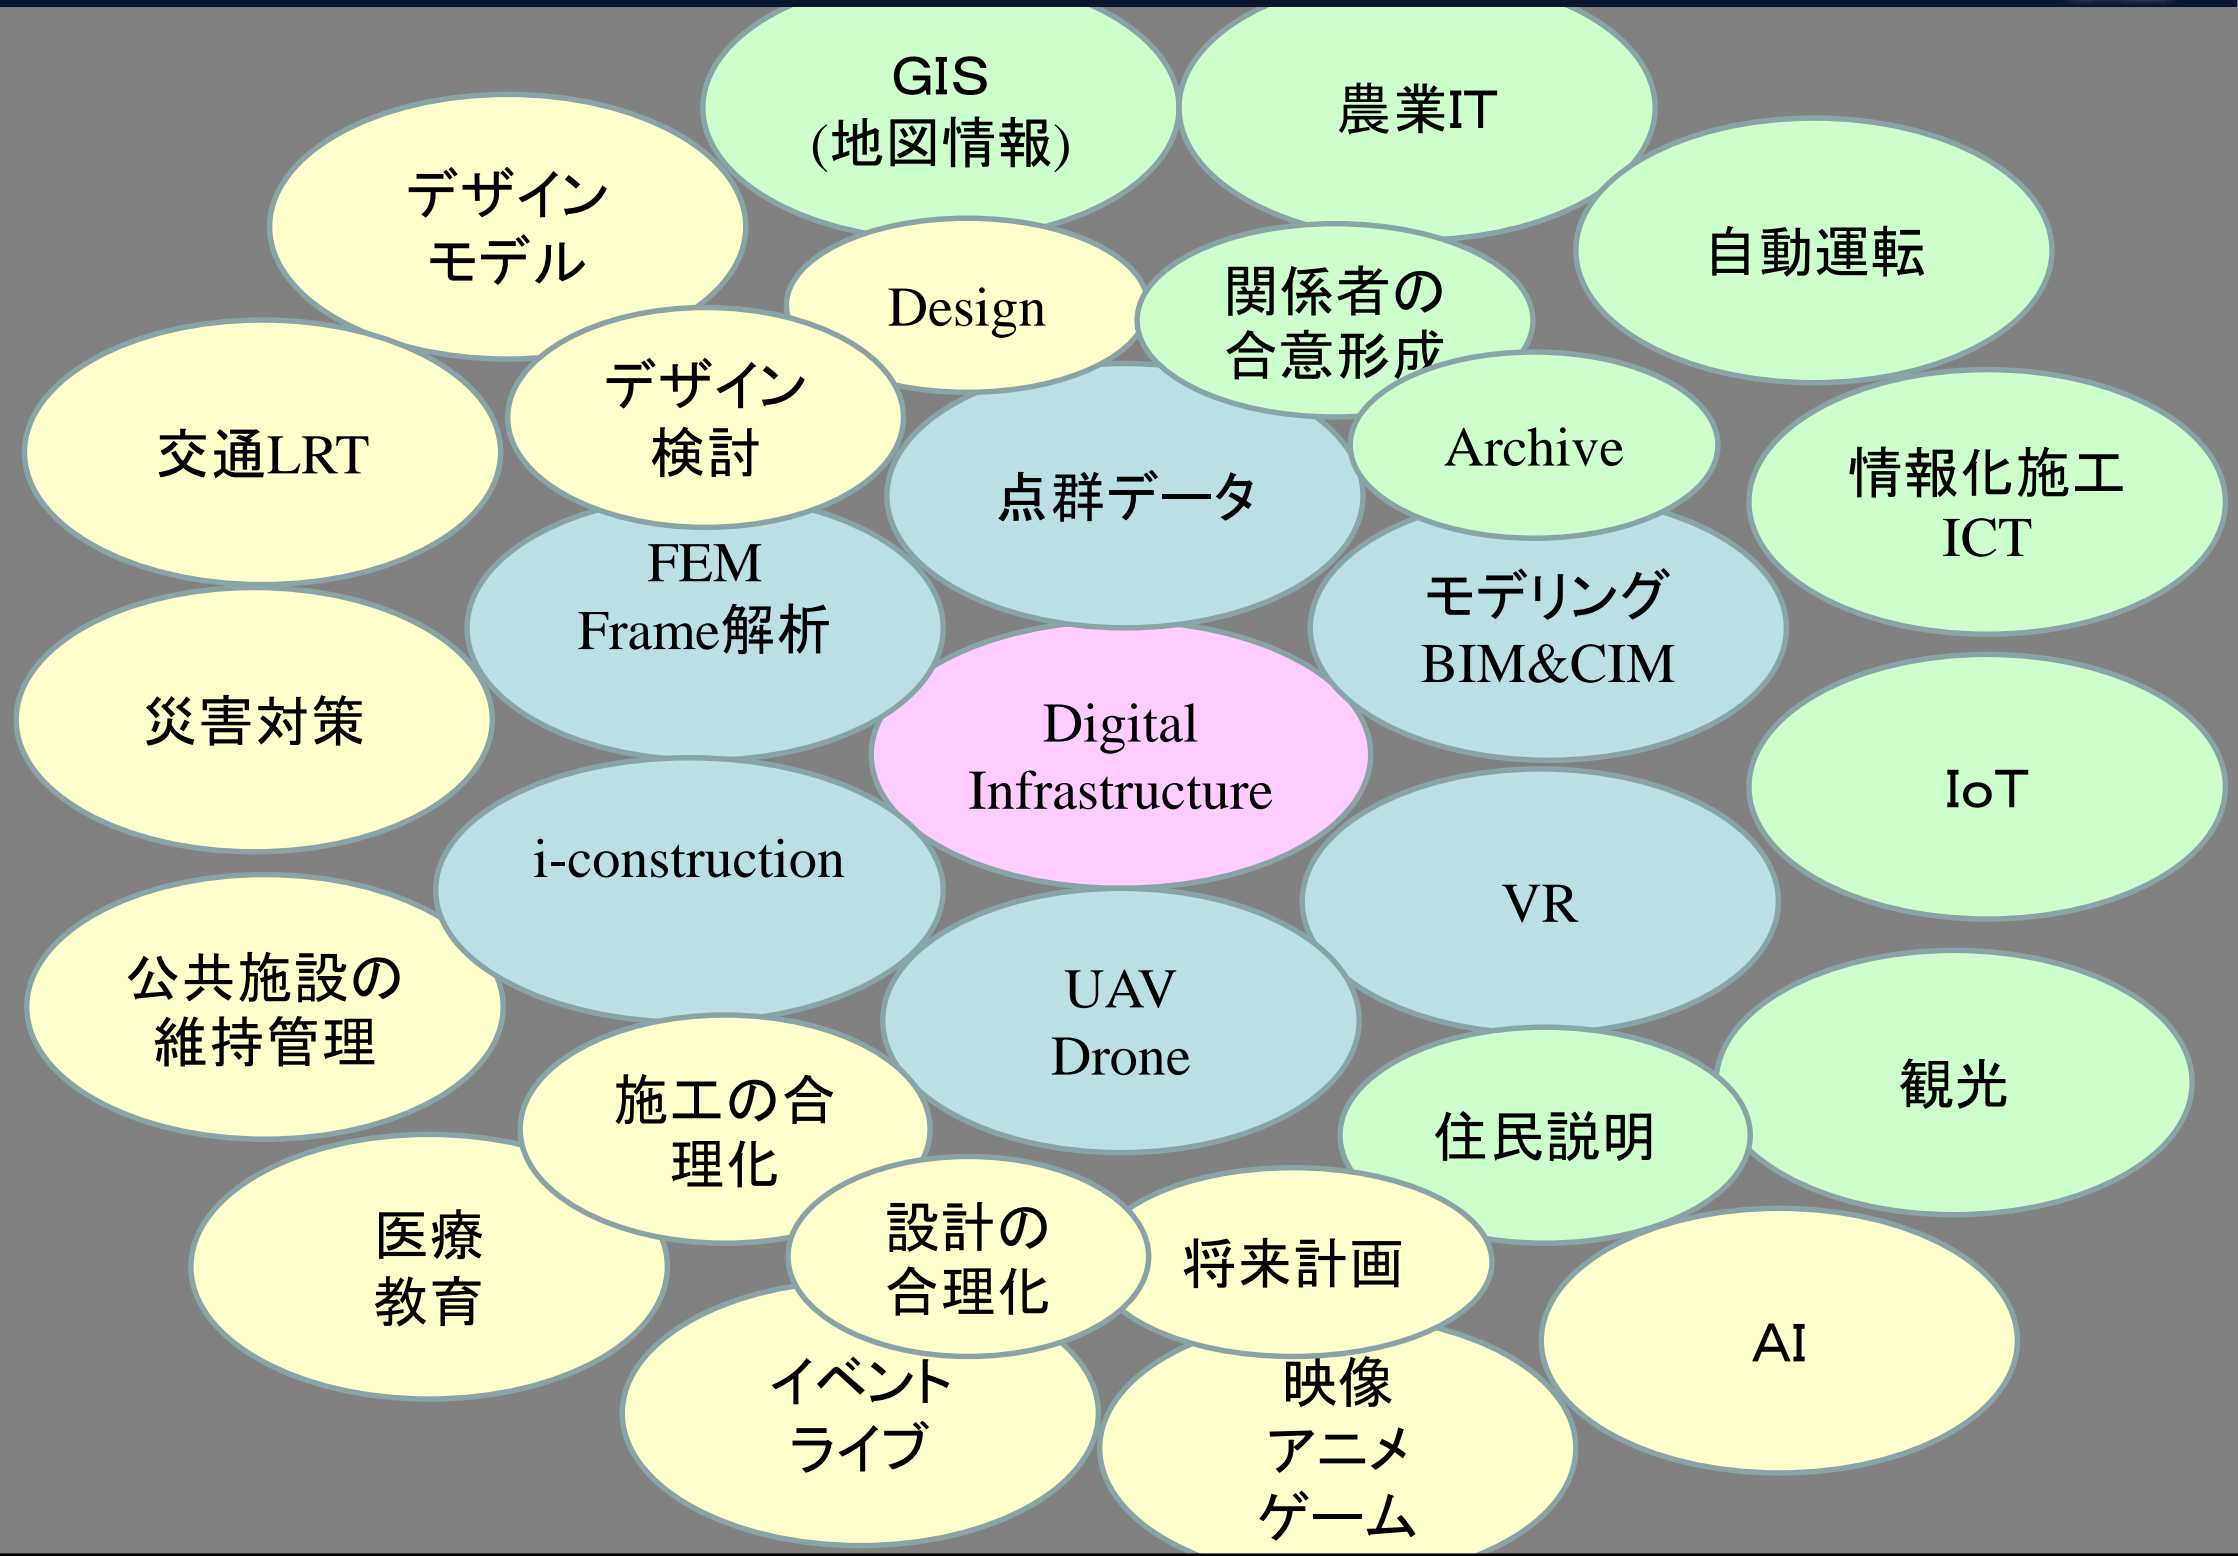 GIS
(地図情報)
農業IT
デザイン
モデル
自動運転
Design
関係者の
合意形成
デザイン
検討
交通LRT
Archive
点群データ
情報化施工
ICT
FEM
Frame解析
モデリング
BIM&CIM
災害対策
Digital
Infrastructure
IoT
i-construction
VR
公共施設の
維持管理
UAV
Drone
観光
施工の合
理化
住民説明
医療
教育
設計の
合理化
将来計画
AI
イベント
ライブ
映像
アニメ
ゲーム